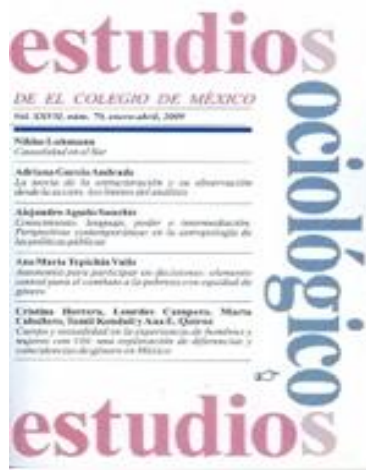 estudios
DE EL COLEGIO DE MÉXICO
Vol. XXVII, núm. 79, enero-abril, 2009
Niklas Luhmann
Causalidad en el Sur
Adriana García Andrade
La teoría de la estructuración y su observación
desde la acción: los límites del análisis
Alejandro Agudo Sanchíz
Conocimiento, lenguaje, poder e intermediación.
Perspectivas contemporáneas en la antropología de
las políticas públicas
Ana María Tepichin Valle
Autonomía para participar en decisiones: elemento
central para el combate a la pobreza con equidad de
género
Cristina Herrera, Lourdes Campero, Marta
Caballero, Tamil Kendall y Ana E. Quiroz
Cuerpo y sexualidad en la experiencia de hombres y
mujeres con VIH: una exploración de diferencias y
coincidencias de género en México
sociológicos
estudios